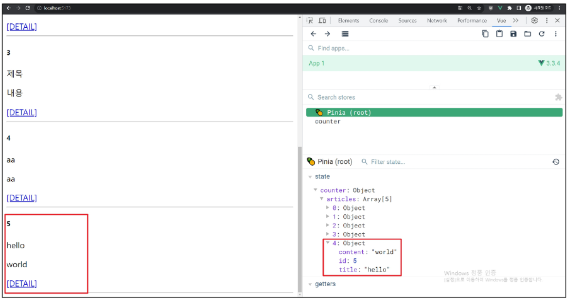 localhost:5173
[DETAIL]
3
제목
내용
[DETAIL]
4
aa
aa
[DETAIL]
5
hello
world
[DETAIL]
Elements Console Sources Network Performance Vue
Find apps...
App 1
3.3.4
Search stores
Pinia (root)
counter
Pinia (root) Filter state...
state
counter: Object
articles: Array[5]
0: Object
1: Object
2: Object
3: Object
4: Object
content: "world"
id: 5
title: "hello"
getters
Windows 정품 인증